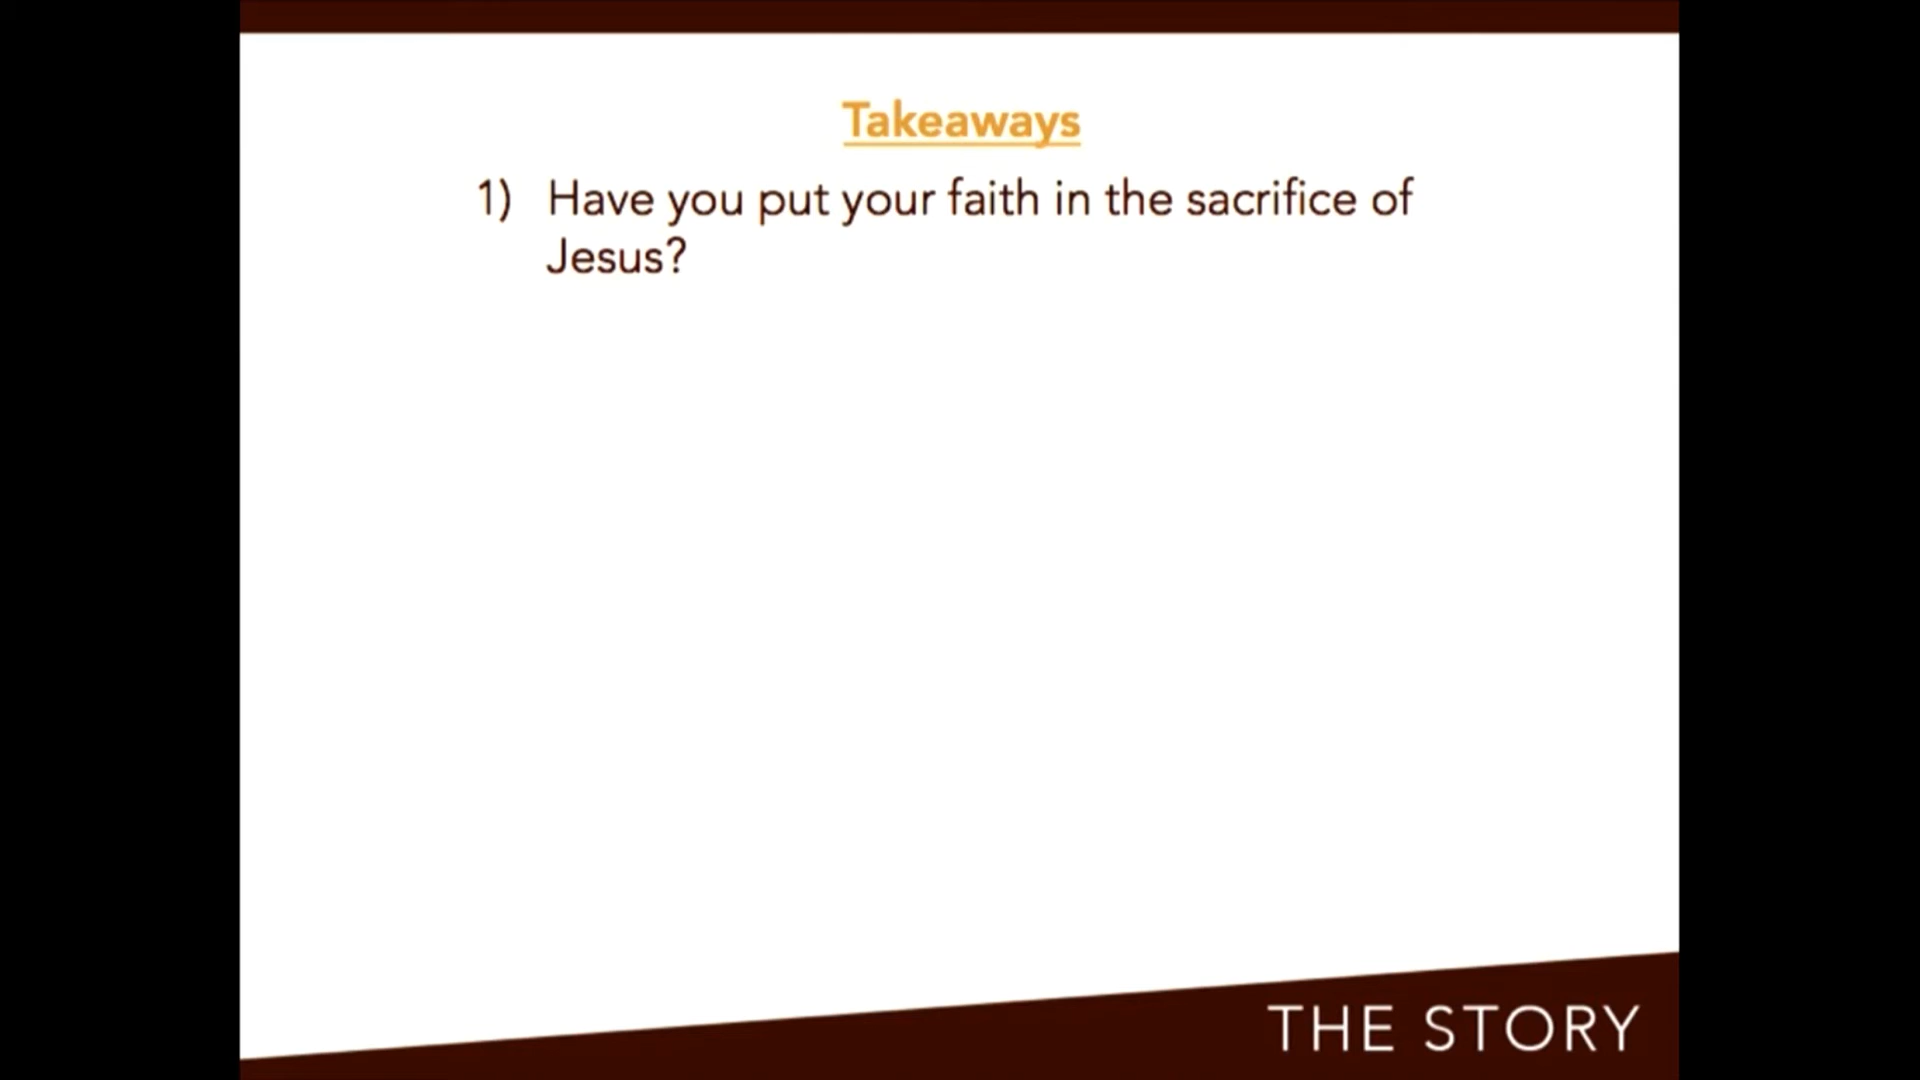 Takeaways
1) Have you put your faith in the sacrifice of
Jesus?
THE STORY